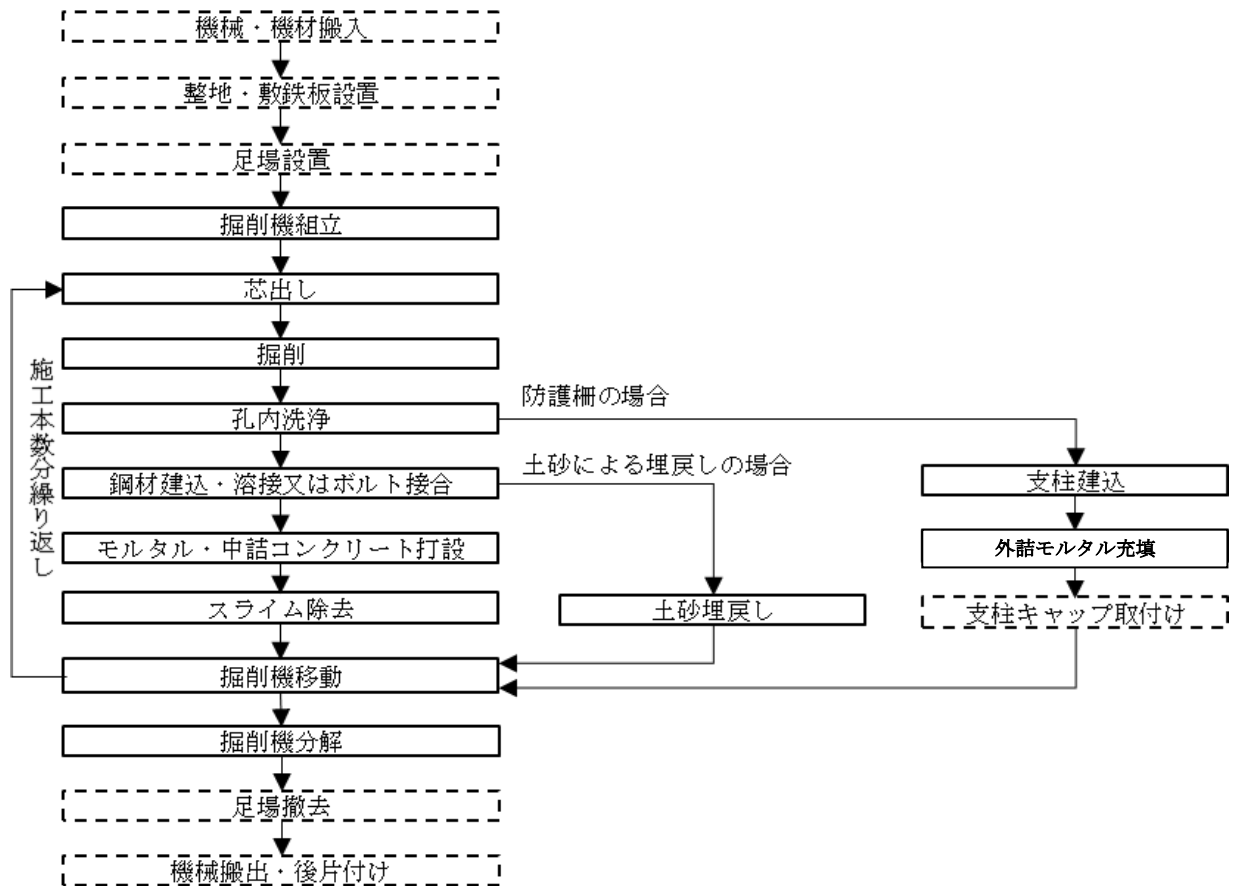 機械・機材搬入
整地・敷鉄板設置
足場設置
掘削機組立
芯出し
掘削
防護柵の場合
孔内洗浄
土砂による埋戻しの場合
鋼材建込・溶接又はボルト接合
支柱建込
モルタル・中詰コンクリート打設
外詰モルタル充填
スライム除去
土砂埋戻し
支柱キャップ取付け
施工本数分繰り返し
掘削機移動
掘削機分解
足場撤去
機械搬出・後片付け